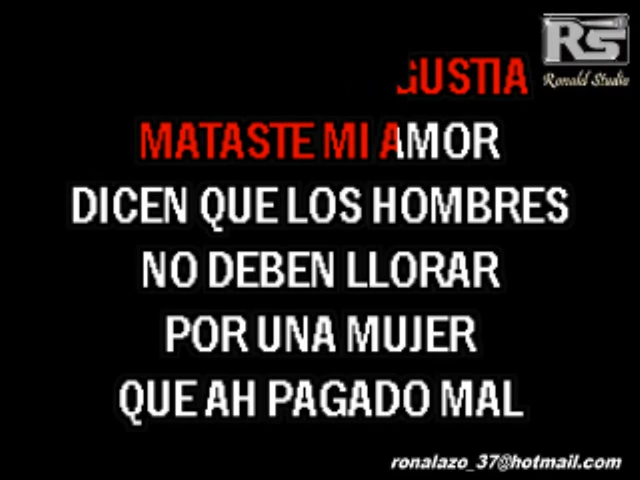 RS
Ronald Studio
GUSTIA
MATASTE MI AMOR
DICEN QUE LOS HOMBRES
NO DEBEN LLORAR
POR UNA MUJER
QUE AH PAGADO MAL
ronalazo_37@hotmail.com